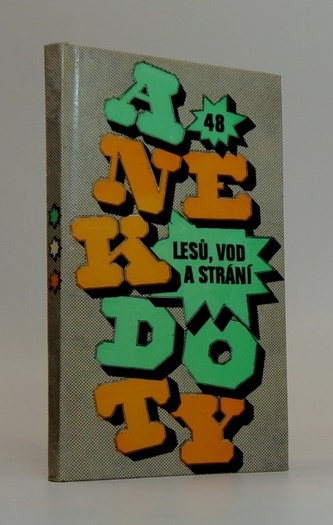 A
48
NE
K
LESŮ, VOD
A STRÁNÍ
DO
TY